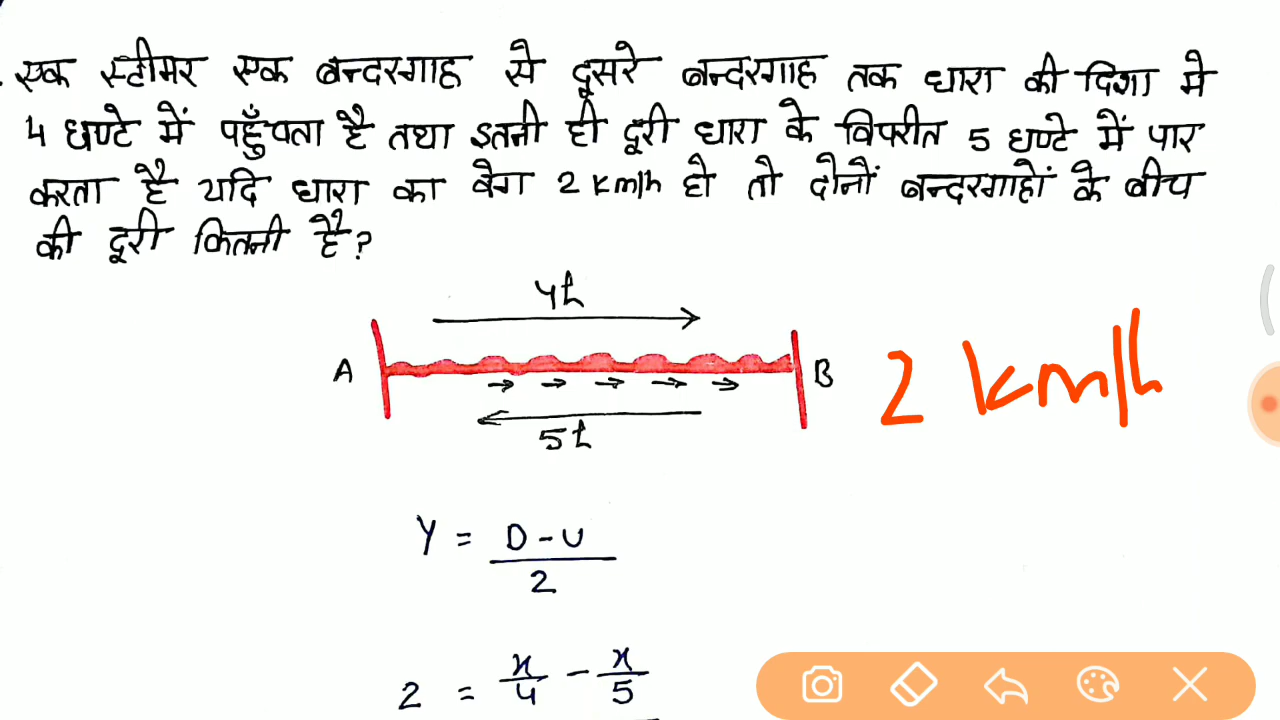 एक स्टीमर एक बन्दरगाह से दूसरे बन्दरगाह तक धारा की दिशा मे
4 घण्टे में पहुँचता है तथा इतनी ही दूरी धारा के विपरीत 5 घण्टे में पार
करता है यदि धारा का वेग 2 km/h हो तो दोनों बन्दरगाहों के बीच
की दूरी कितनी है?
4h
A B 2 km/h
5h
Y = D - U
2
2 = x/4 - x/5